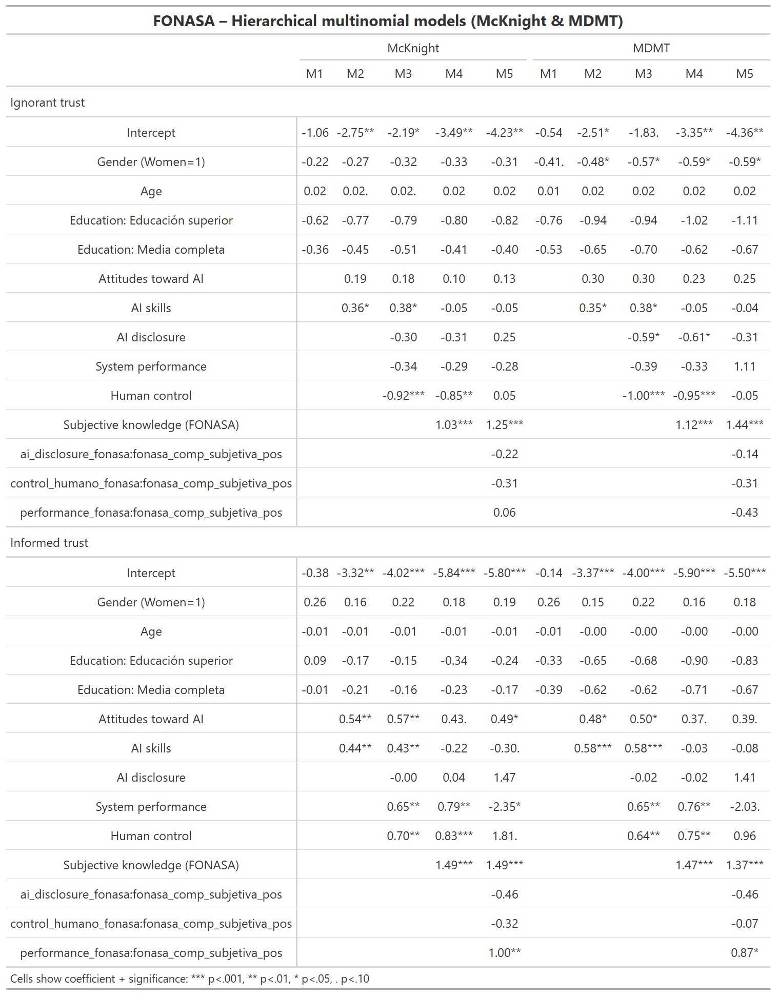 FONASA – Hierarchical multinomial models (McKnight & MDMT)
McKnight MDMT
M1 M2 M3 M4 M5 M1 M2 M3 M4 M5
Ignorant trust
Intercept -1.06 -2.75** -2.19* -3.49** -4.23** -0.54 -2.51* -1.83. -3.35** -4.36**
Gender (Women=1) -0.22 -0.27 -0.32 -0.33 -0.31 -0.41. -0.48* -0.57* -0.59* -0.59*
Age 0.02 0.02. 0.02. 0.02 0.02 0.01 0.02 0.02 0.02 0.02
Education: Educación superior -0.62 -0.77 -0.79 -0.80 -0.82 -0.76 -0.94 -0.94 -1.02 -1.11
Education: Media completa -0.36 -0.45 -0.51 -0.41 -0.40 -0.53 -0.65 -0.70 -0.62 -0.67
Attitudes toward AI 0.19 0.18 0.10 0.13 0.30 0.30 0.23 0.25
AI skills 0.36* 0.38* -0.05 -0.05 0.35* 0.38* -0.05 -0.04
AI disclosure -0.30 -0.31 0.25 -0.59* -0.61* -0.31
System performance -0.34 -0.29 -0.28 -0.39 -0.33 1.11
Human control -0.92*** -0.85** 0.05 -1.00*** -0.95*** -0.05
Subjective knowledge (FONASA) 1.03*** 1.25*** 1.12*** 1.44***
ai_disclosure_fonasa:fonasa_comp_subjetiva_pos -0.22 -0.14
control_humano_fonasa:fonasa_comp_subjetiva_pos -0.31 -0.31
performance_fonasa:fonasa_comp_subjetiva_pos 0.06 -0.43
Informed trust
Intercept -0.38 -3.32** -4.02*** -5.84*** -5.80*** -0.14 -3.37*** -4.00*** -5.90*** -5.50***
Gender (Women=1) 0.26 0.16 0.22 0.18 0.19 0.26 0.15 0.22 0.16 0.18
Age -0.01 -0.01 -0.01 -0.01 -0.01 -0.01 -0.00 -0.00 -0.00 -0.00
Education: Educación superior 0.09 -0.17 -0.15 -0.34 -0.24 -0.33 -0.65 -0.68 -0.90 -0.83
Education: Media completa -0.01 -0.21 -0.16 -0.23 -0.17 -0.39 -0.62 -0.62 -0.71 -0.67
Attitudes toward AI 0.54** 0.57** 0.43. 0.49* 0.48* 0.50* 0.37. 0.39.
AI skills 0.44** 0.43** -0.22 -0.30. 0.58*** 0.58*** -0.03 -0.08
AI disclosure -0.00 0.04 1.47 -0.02 -0.02 1.41
System performance 0.65** 0.79** -2.35* 0.65** 0.76** -2.03.
Human control 0.70** 0.83*** 1.81. 0.64** 0.75** 0.96
Subjective knowledge (FONASA) 1.49*** 1.49*** 1.47*** 1.37***
ai_disclosure_fonasa:fonasa_comp_subjetiva_pos -0.46 -0.46
control_humano_fonasa:fonasa_comp_subjetiva_pos -0.32 -0.07
performance_fonasa:fonasa_comp_subjetiva_pos 1.00** 0.87*
Cells show coefficient + significance: *** p<.001, ** p<.01, * p<.05, . p<.10